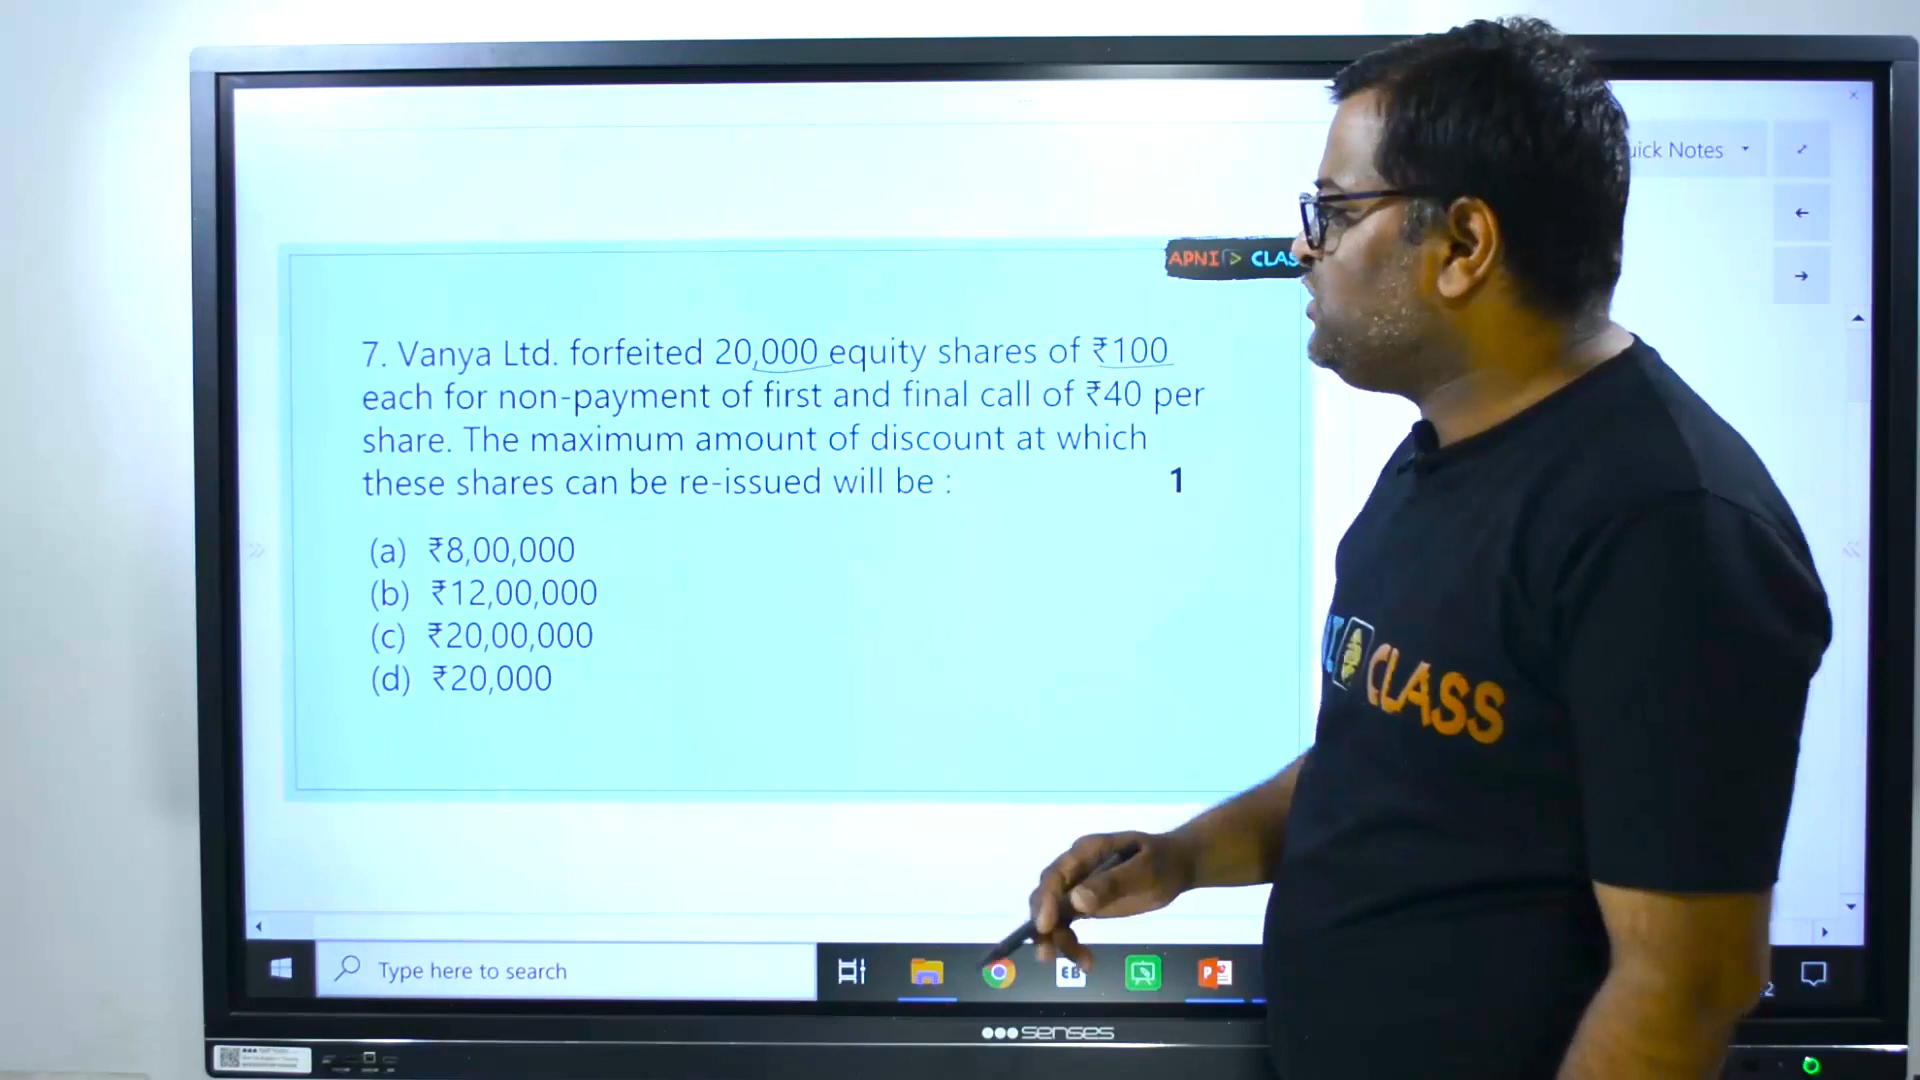 uick Notes
APNI CLAS
7. Vanya Ltd. forfeited 20,000 equity shares of ₹100
each for non-payment of first and final call of ₹40 per
share. The maximum amount of discount at which
these shares can be re-issued will be : 1
(a) ₹8,00,000
(b) ₹12,00,000
(c) ₹20,00,000
(d) ₹20,000
CLASS
Type here to search
EB
P
senses